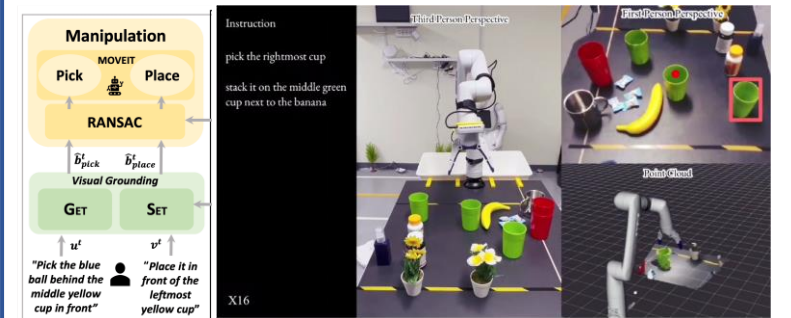 Manipulation
MOVEIT
Pick
Place
RANSAC
b̂ᵗpick
b̂ᵗplace
Visual Grounding
GET
SET
uᵗ
vᵗ
"Pick the blue
ball behind the
middle yellow
cup in front"
"Place it in
front of the
leftmost
yellow cup"
Instruction
pick the rightmost cup
stack it on the middle green
cup next to the banana
X16
Third Person Perspective
First Person Perspective
Point Cloud